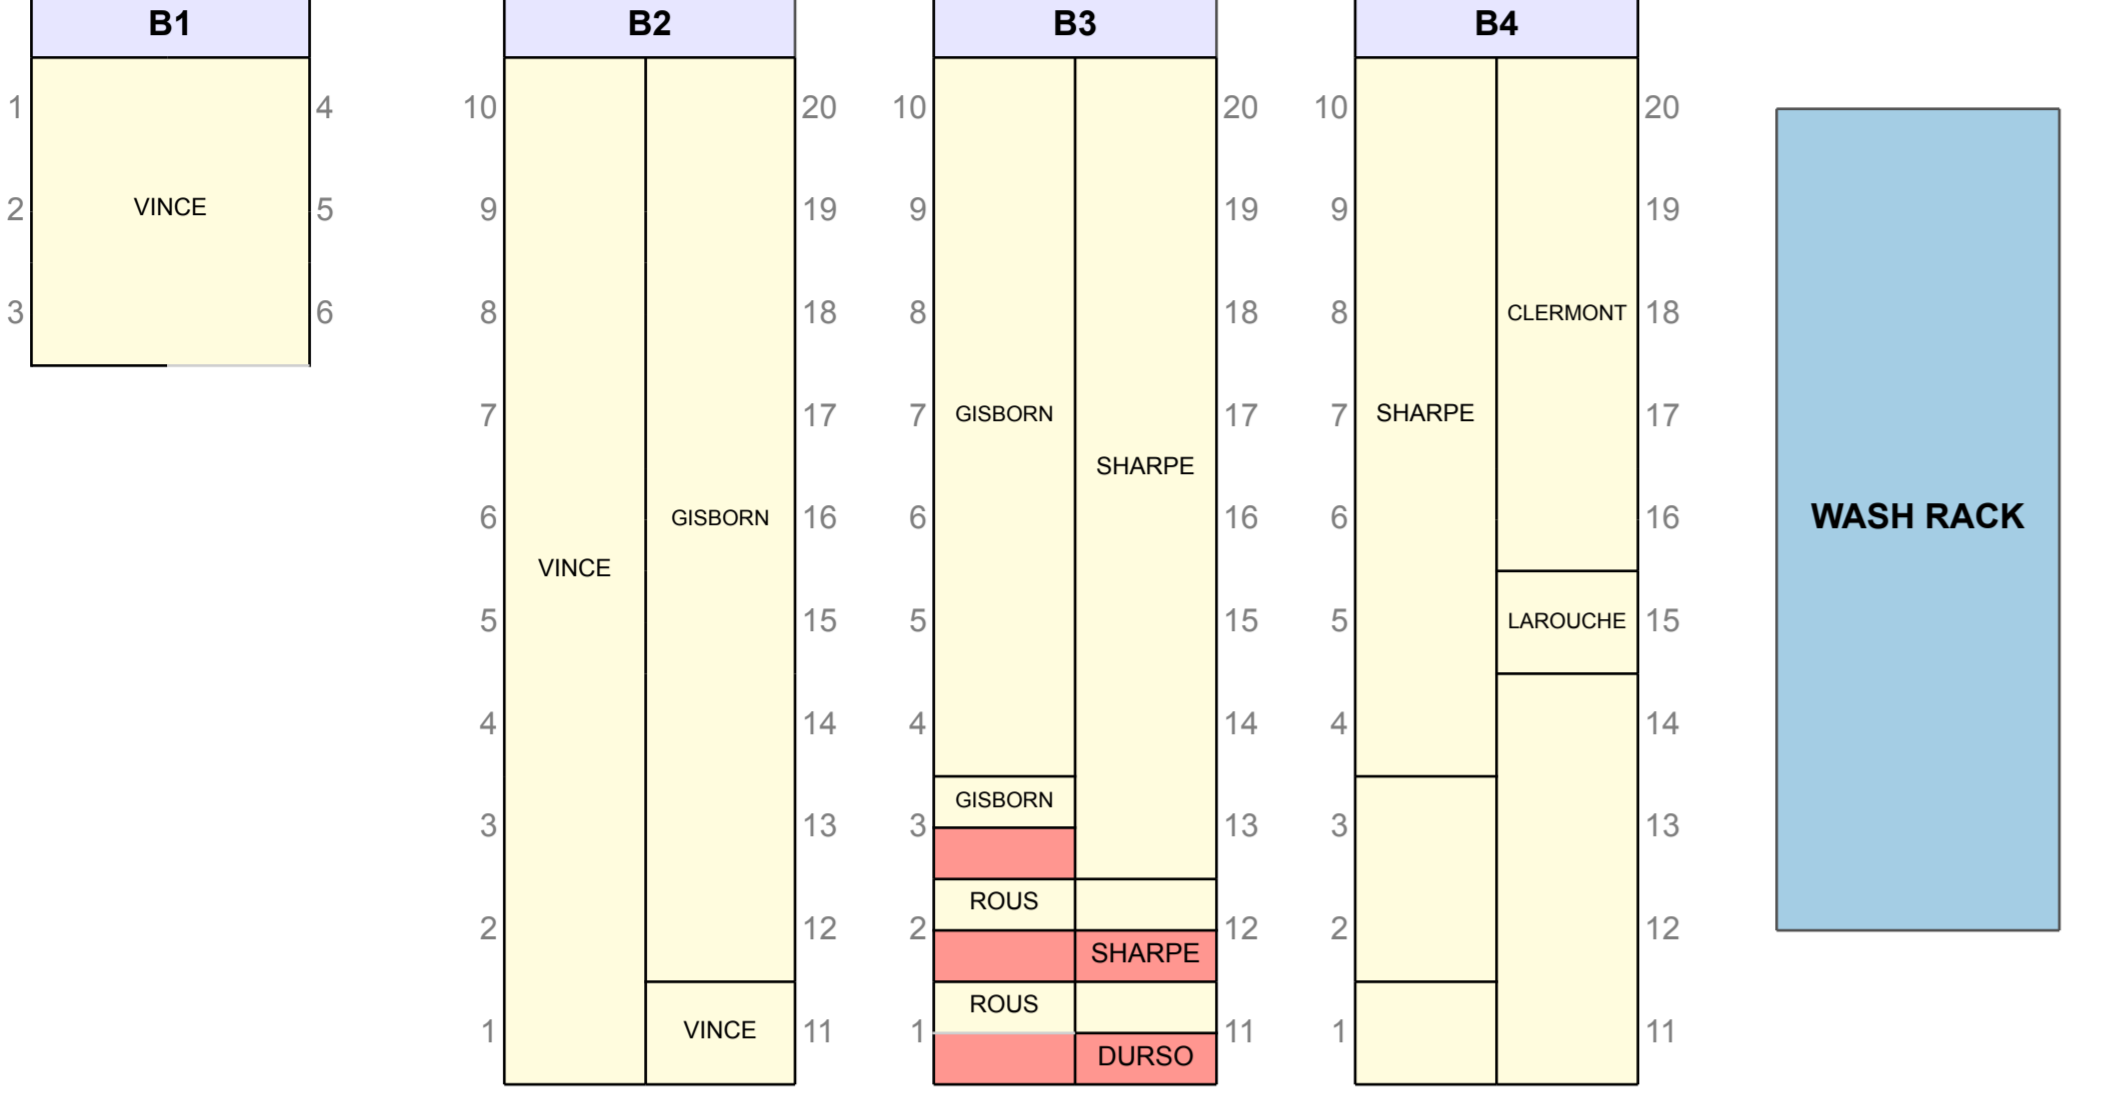 B1 B2 B3 B4
1 4 10 20 10 20 10 20
2 VINCE 5 9 19 9 19 9 19
3 6 8 18 8 18 8 CLERMONT 18
7 17 7 GISBORN 17 7 SHARPE 17
SHARPE
6 GISBORN 16 6 16 6 16 WASH RACK
VINCE
5 15 5 15 5 LAROUCHE 15
4 14 4 14 4 14
GISBORN
3 13 3 13 3 13
ROUS
2 12 2 12 2 12
SHARPE
ROUS
1 VINCE 11 1 11 1 11
DURSO